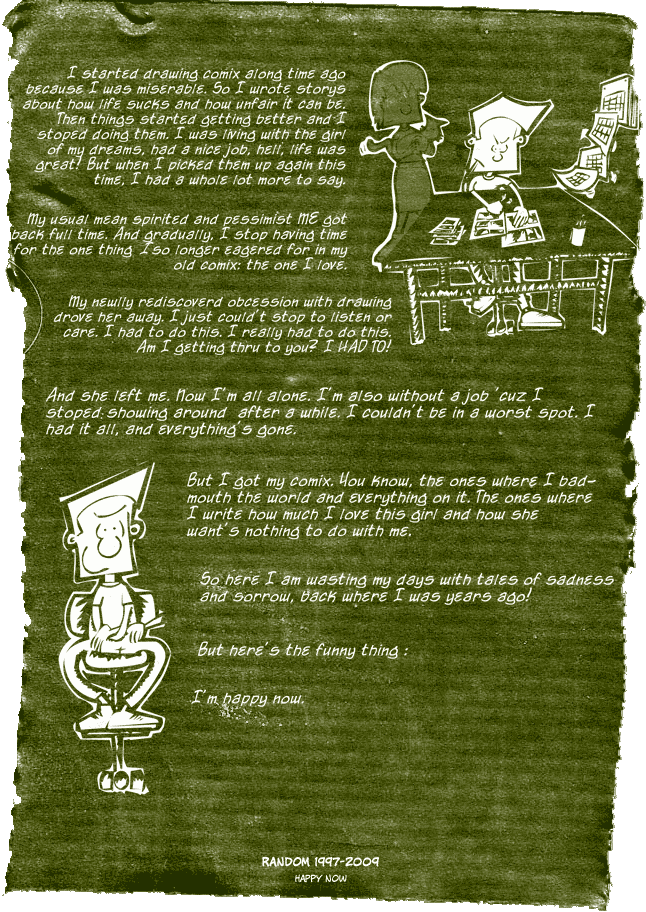 I started drawing comix along time ago
because I was miserable. So I wrote storys
about how life sucks and how unfair it can be.
Then things started getting better and I
stoped doing them. I was living with the girl
of my dreams, had a nice job, hell, life was
great! But when I picked them up again this
time, I had a whole lot more to say.
My usual mean spirited and pessimist ME got
back full time. And gradually, I stop having time
for the one thing I so longer eagered for in my
old comix: the one I love.
My newlly rediscoverd obcession with drawing
drove her away. I just could't stop to listen or
care. I had to do this. I really had to do this.
Am I getting thru to you? I HAD TO!
And she left me. Now I'm all alone. I'm also without a job 'cuz I
stoped showing around after a while. I couldn't be in a worst spot. I
had it all, and everything's gone.
But I got my comix. You know, the ones where I bad-
mouth the world and everything on it. The ones where
I write how much I love this girl and how she
want's nothing to do with me.
So here I am wasting my days with tales of sadness
and sorrow, back where I was years ago!
But here's the funny thing :
I'm happy now.
RANDOM 1997-2009
HAPPY NOW